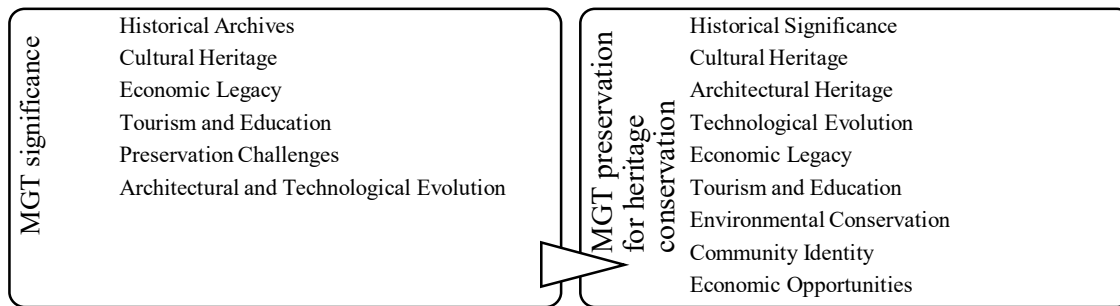 MGT significance
Historical Archives
Cultural Heritage
Economic Legacy
Tourism and Education
Preservation Challenges
Architectural and Technological Evolution
MGT preservation
for heritage
conservation
Historical Significance
Cultural Heritage
Architectural Heritage
Technological Evolution
Economic Legacy
Tourism and Education
Environmental Conservation
Community Identity
Economic Opportunities